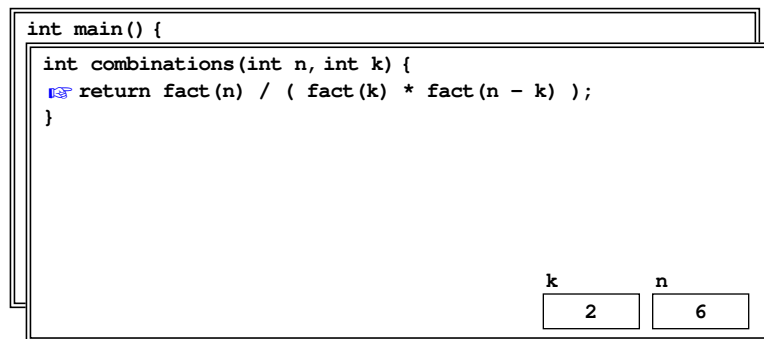 int main() {
int combinations(int n, int k) {
☞ return fact(n) / ( fact(k) * fact(n − k) );
}
k n
2 6